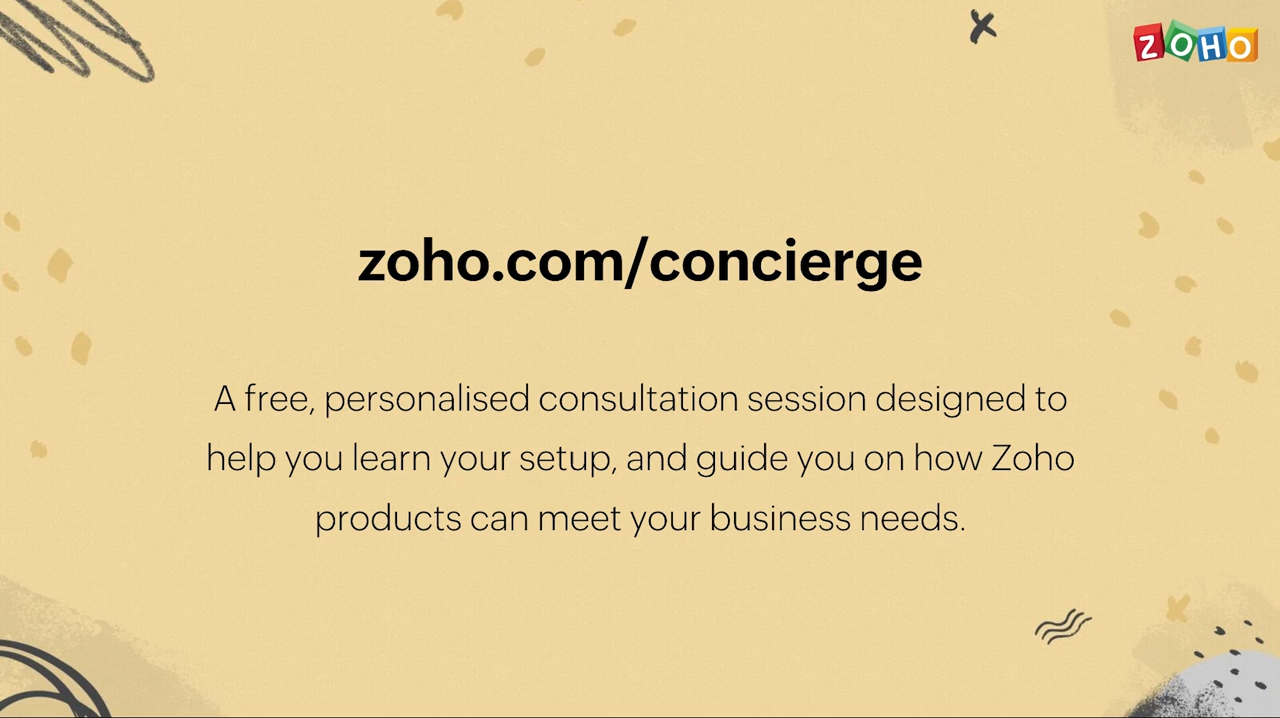 ZOHO
zoho.com/concierge
A free, personalised consultation session designed to
help you learn your setup, and guide you on how Zoho
products can meet your business needs.